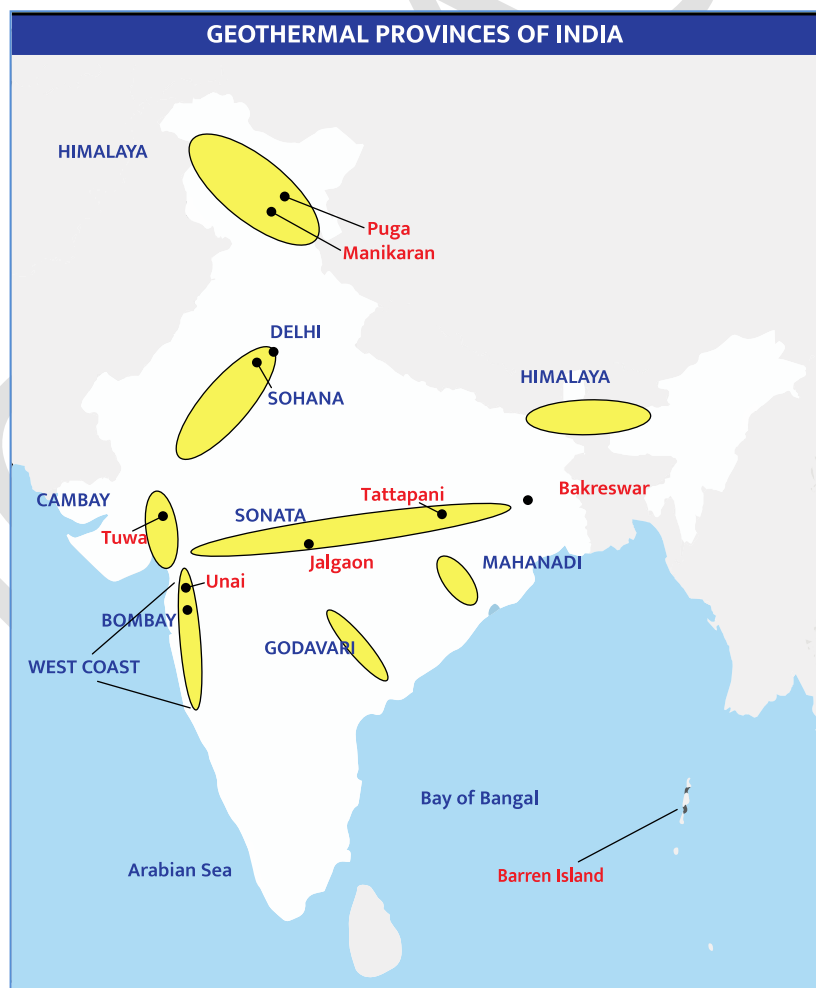 GEOTHERMAL PROVINCES OF INDIA
HIMALAYA
Puga
Manikaran
DELHI
SOHANA
HIMALAYA
CAMBAY
Tuwa
SONATA
Tattapani
Bakreswar
Jalgaon
MAHANADI
Unai
BOMBAY
GODAVARI
WEST COAST
Bay of Bangal
Arabian Sea
Barren Island